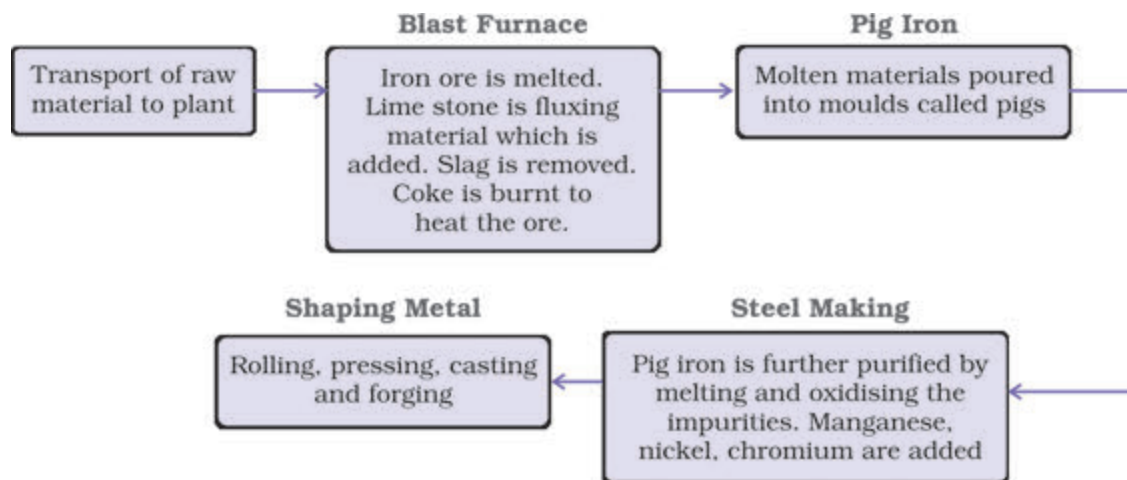 Transport of raw
material to plant
Blast Furnace
Iron ore is melted.
Lime stone is fluxing
material which is
added. Slag is removed.
Coke is burnt to
heat the ore.
Pig Iron
Molten materials poured
into moulds called pigs
Steel Making
Pig iron is further purified by
melting and oxidising the
impurities. Manganese,
nickel, chromium are added
Shaping Metal
Rolling, pressing, casting
and forging